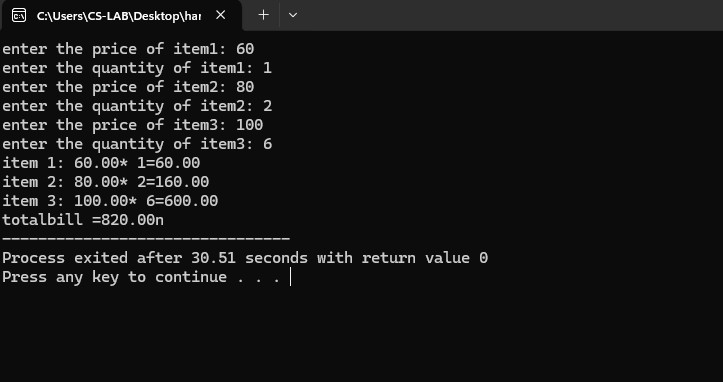 C:\Users\CS-LAB\Desktop\har
enter the price of item1: 60
enter the quantity of item1: 1
enter the price of item2: 80
enter the quantity of item2: 2
enter the price of item3: 100
enter the quantity of item3: 6
item 1: 60.00* 1=60.00
item 2: 80.00* 2=160.00
item 3: 100.00* 6=600.00
totalbill =820.00n
--------------------------------
Process exited after 30.51 seconds with return value 0
Press any key to continue . . .